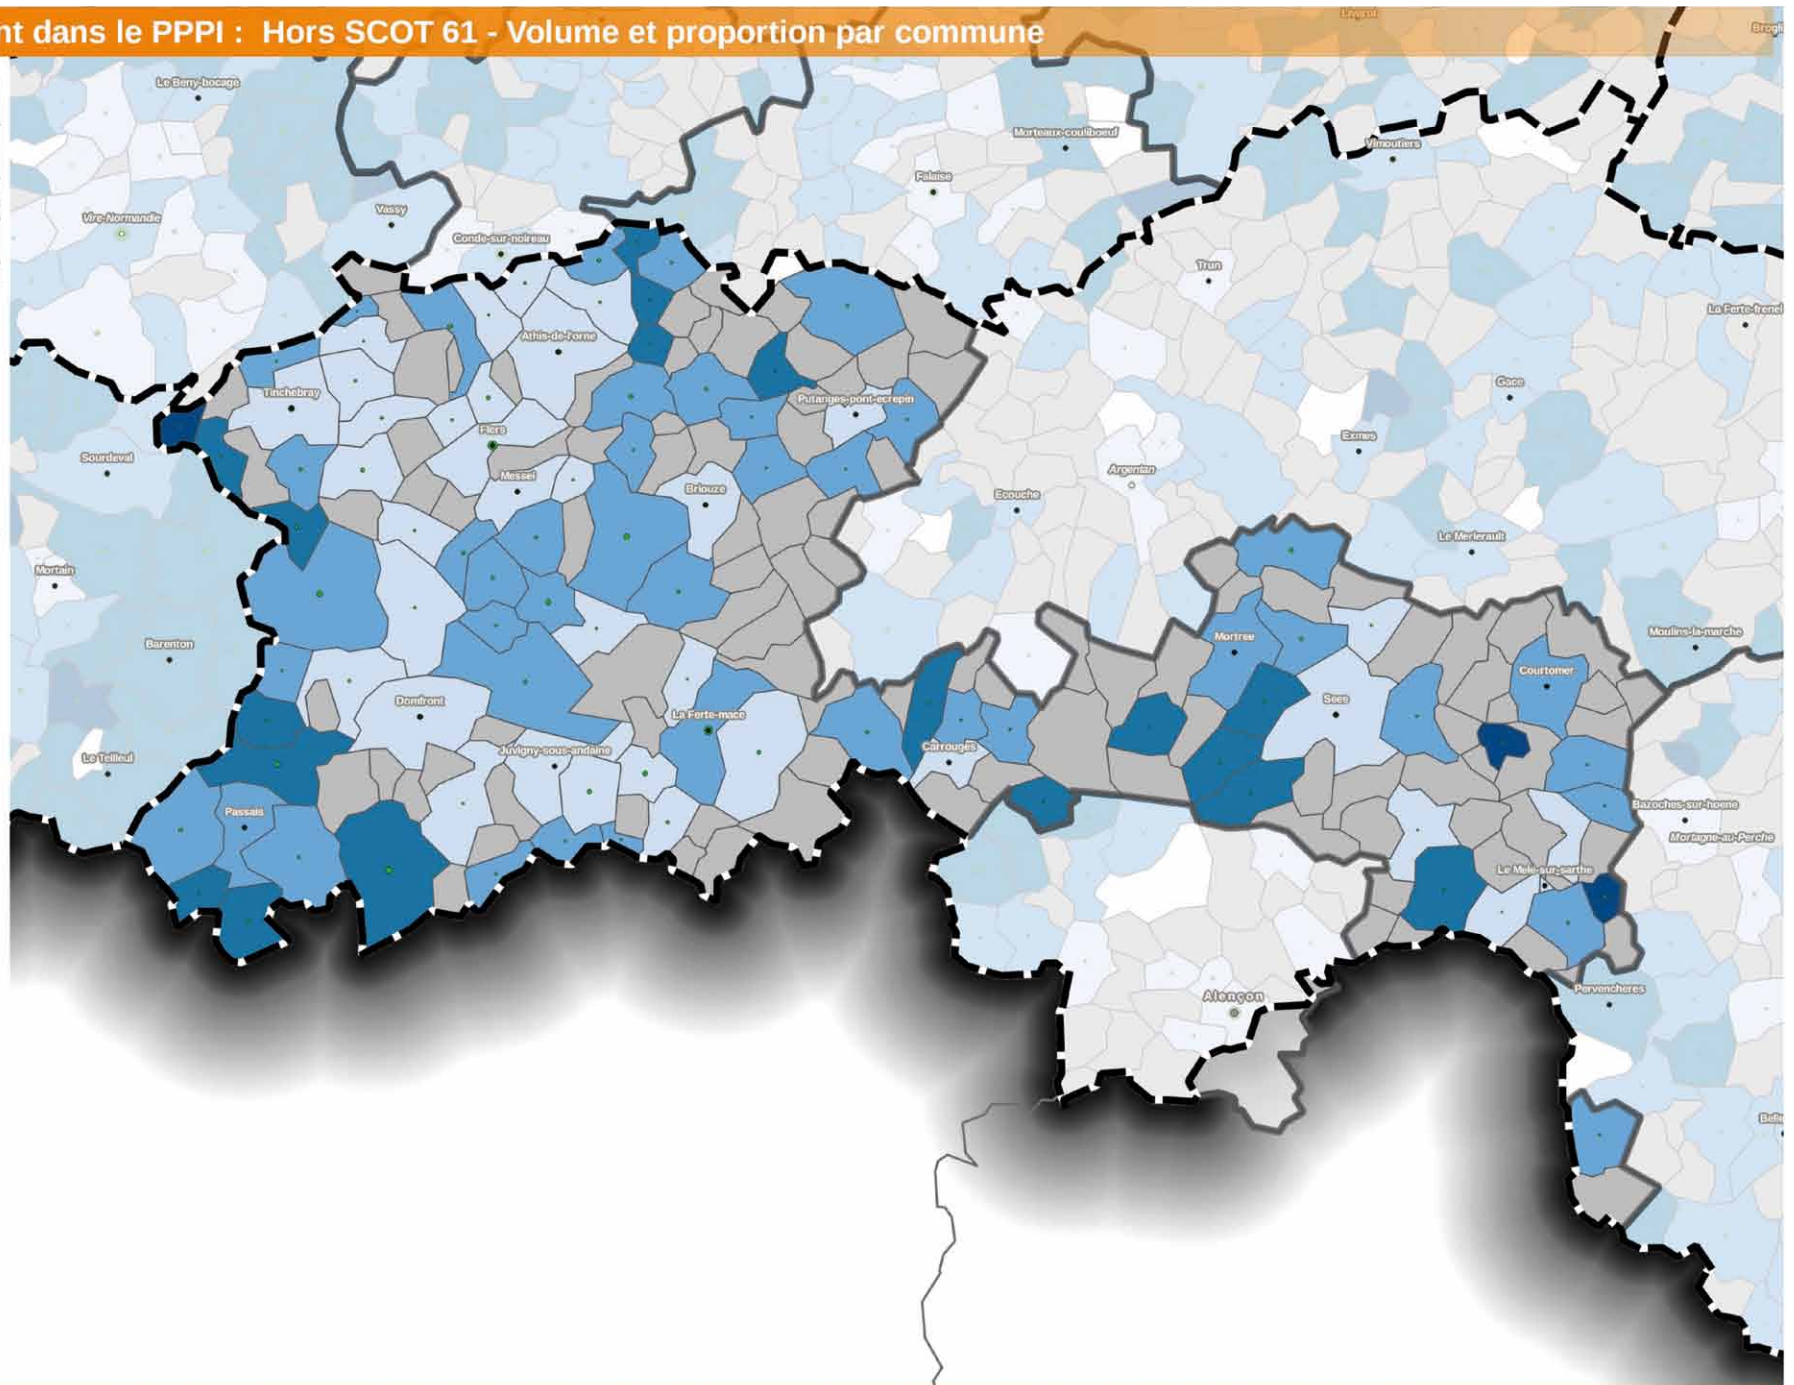 nt dans le PPPI : Hors SCOT 61 - Volume et proportion par commune
Livarot
Le Beny-bocage
Morteaux-couliboeuf
Vimoutiers
Falaise
Vassy
Vire-Normandie
Conde-sur-noireau
Trun
La Ferte-frenel
Athis-de-l'orne
Gace
Tinchebray
Putanges-pont-ecrepin
Flers
Exmes
Sourdeval
Argentan
Messei
Briouze
Ecouche
Le Merlerault
Mortain
Moulins-la-marche
Mortree
Barenton
Courtomer
Domfront
Sees
La Ferte-mace
Carrouges
Juvigny-sous-andaine
Le Teilleul
Bazoches-sur-hoene
Passais
Mortagne-au-Perche
Le Mele-sur-sarthe
Pervencheres
Alençon
Belle